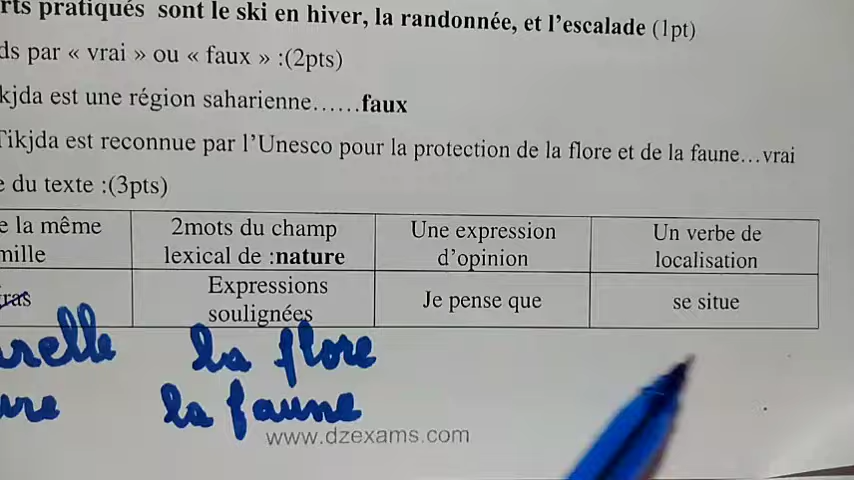 rts pratiqués sont le ski en hiver, la randonnée, et l'escalade (1pt)
ds par « vrai » ou « faux » :(2pts)
kjda est une région saharienne……faux
Tikjda est reconnue par l'Unesco pour la protection de la flore et de la faune…vrai
e du texte :(3pts)
e la même
mille
2mots du champ
lexical de :nature
Une expression
d'opinion
Un verbe de
localisation
ras
Expressions
soulignées
Je pense que
se situe
relle
la flore
ure
la faune
www.dzexams.com